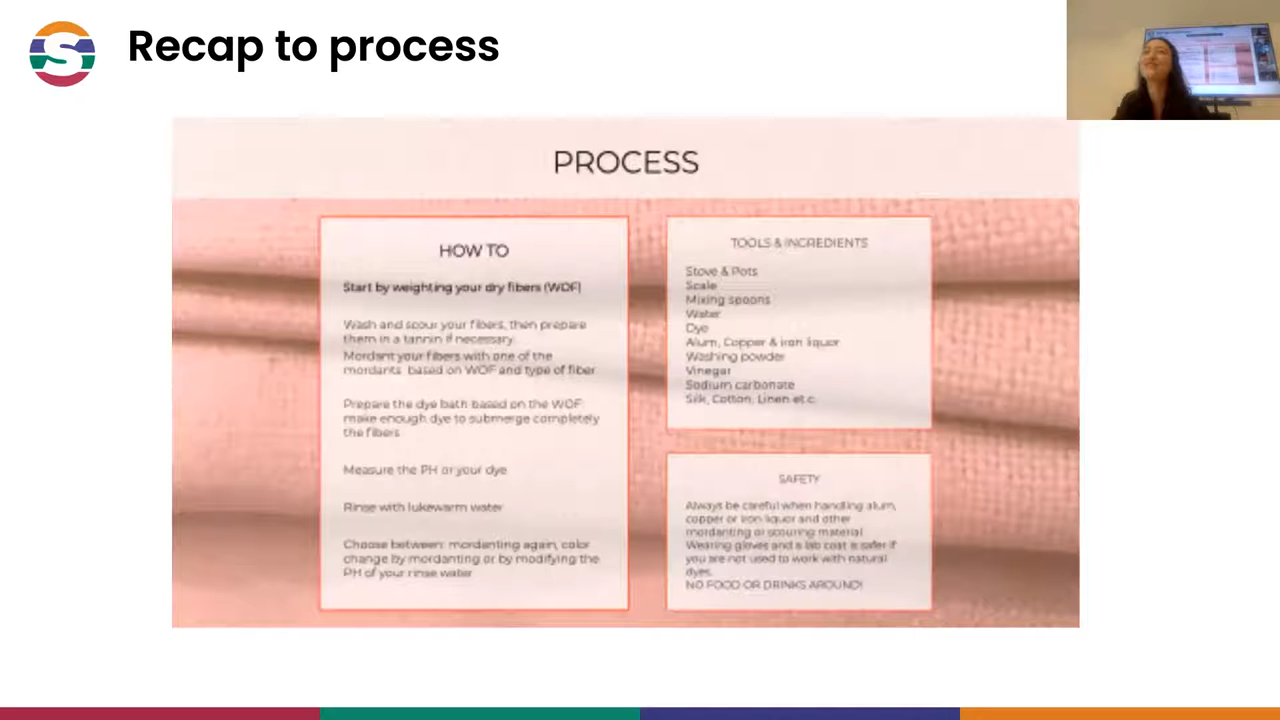 Recap to process
PROCESS
HOW TO
Start by weighting your dry fibers (WOF)
Wash and scour your fibers, then prepare
them in a tannin if necessary.
Mordant your fibers with one of the
mordants based on WOF and type of fiber
Prepare the dye bath based on the WOF:
make enough dye to submerge completely
the fibers
Measure the PH or your dye
Rinse with lukewarm water
Choose between: mordanting again, color
change by mordanting or by modifying the
PH of your rinse water
TOOLS & INGREDIENTS
Stove & Pots
Scale
Mixing spoons
Water
Dye
Alum, Copper & iron liquor
Washing powder
Vinegar
Sodium carbonate
Silk, Cotton, Linen et.c.
SAFETY
Always be careful when handling alum,
copper or iron liquor and other
mordanting or scouring material
Wearing gloves and a lab coat is safer if
you are not used to work with natural
dyes.
NO FOOD OR DRINKS AROUND!